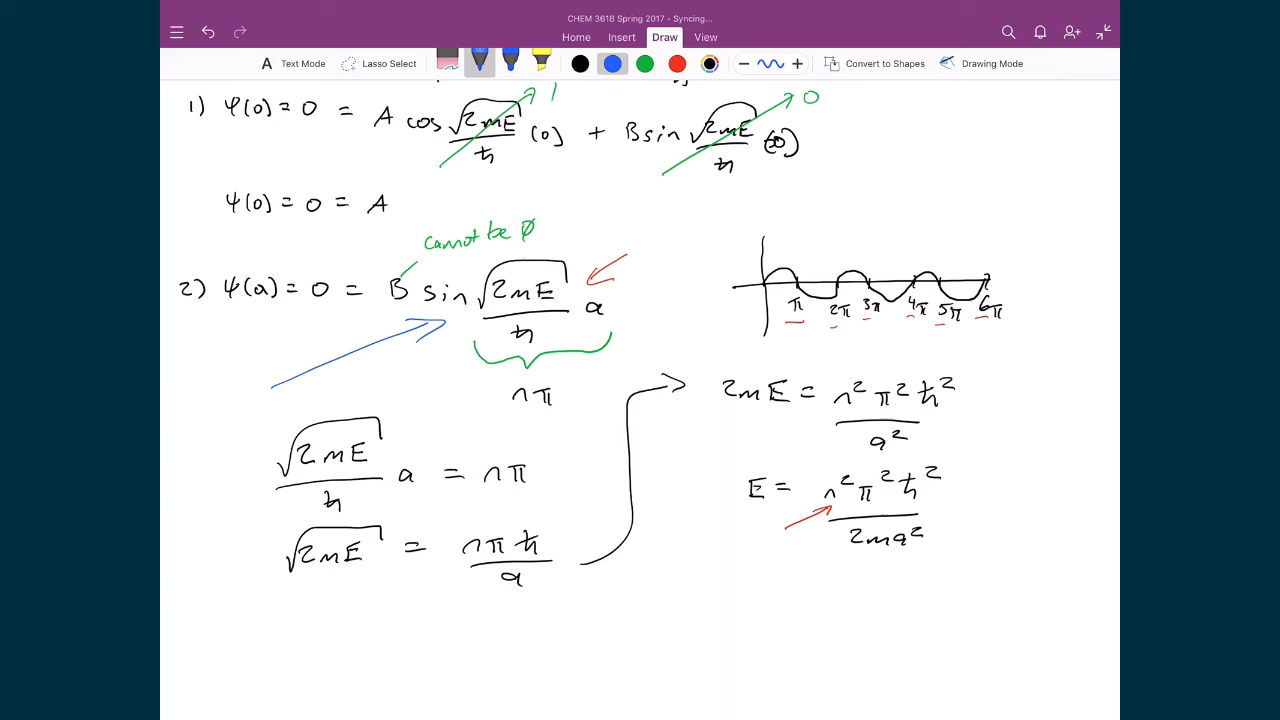 CHEM 361B Spring 2017 - Syncing...
Home Insert Draw View
A Text Mode Lasso Select Convert to Shapes Drawing Mode
1) Ψ(0) = 0 = A cos √2mE/ħ (0) + B sin √2mE/ħ (0)
1
0
Ψ(0) = 0 = A
cannot be ∅
2) Ψ(a) = 0 = B sin √2mE/ħ a
nπ
√2mE/ħ a = nπ
√2mE = nπħ/a
π 2π 3π 4π 5π 6π
2mE = n²π²ħ²/a²
E = n²π²ħ²/2ma²